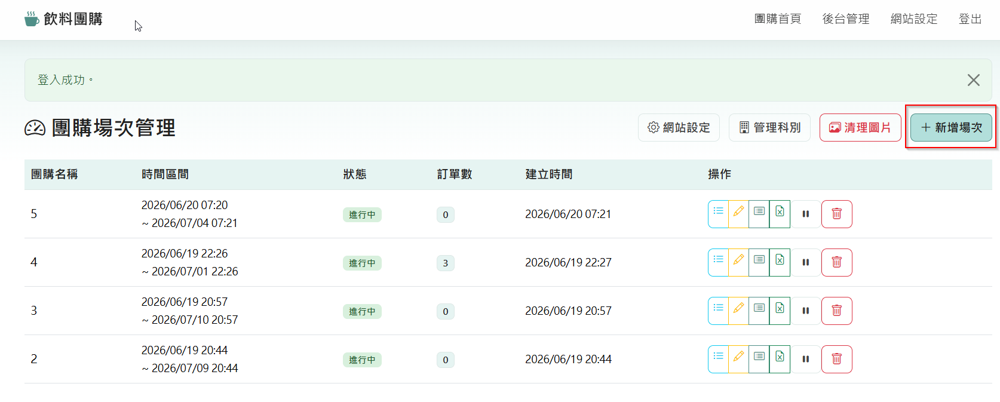 飲料團購
團購首頁 後台管理 網站設定 登出
登入成功。
團購場次管理
網站設定 管理科別 清理圖片 + 新增場次
團購名稱 時間區間 狀態 訂單數 建立時間 操作
5 2026/06/20 07:20 進行中 0 2026/06/20 07:21
~ 2026/07/04 07:21
4 2026/06/19 22:26 進行中 3 2026/06/19 22:27
~ 2026/07/01 22:26
3 2026/06/19 20:57 進行中 0 2026/06/19 20:57
~ 2026/07/10 20:57
2 2026/06/19 20:44 進行中 0 2026/06/19 20:44
~ 2026/07/09 20:44